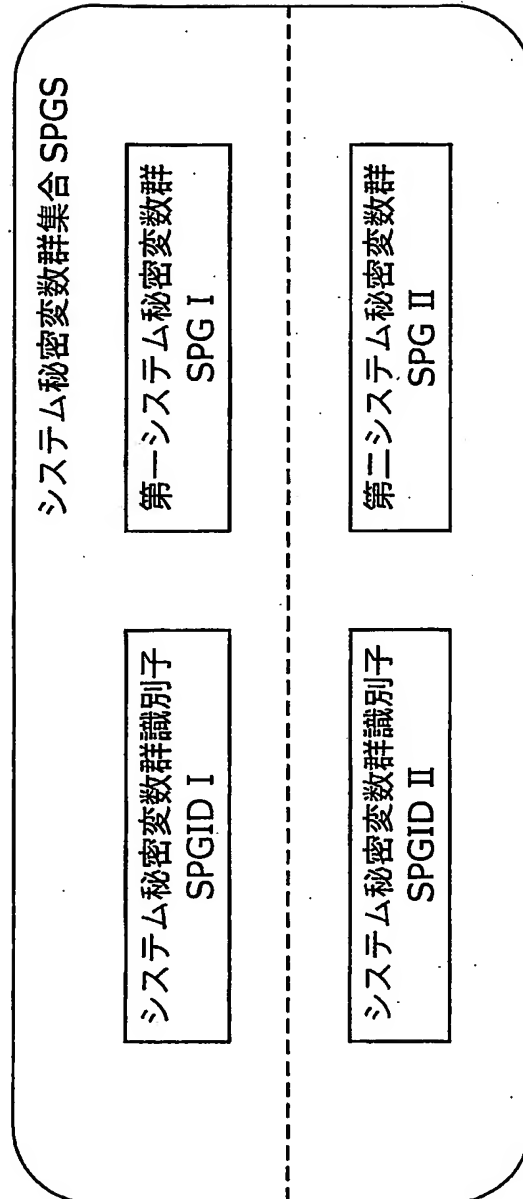 システム秘密変数群集合 SPGS
システム秘密変数群識別子
SPGID I
第一システム秘密変数群
SPG I
システム秘密変数群識別子
SPGID II
第二システム秘密変数群
SPG II